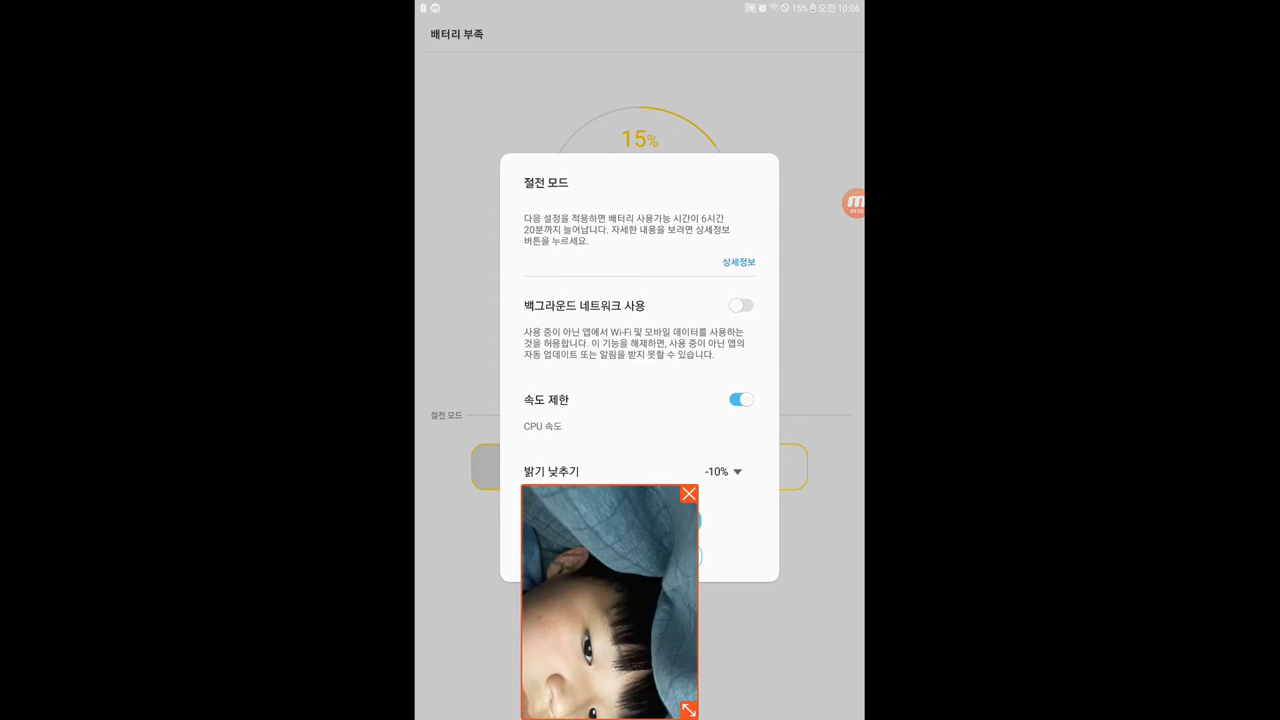 15% 오전 10:06
배터리 부족
15%
절전 모드
다음 설정을 적용하면 배터리 사용가능 시간이 6시간
20분까지 늘어납니다. 자세한 내용을 보려면 상세정보
버튼을 누르세요.
상세정보
백그라운드 네트워크 사용
사용 중이 아닌 앱에서 Wi-Fi 및 모바일 데이터를 사용하는
것을 허용합니다. 이 기능을 해제하면, 사용 중이 아닌 앱의
자동 업데이트 또는 알림을 받지 못할 수 있습니다.
속도 제한
절전 모드
CPU 속도
밝기 낮추기 -10%